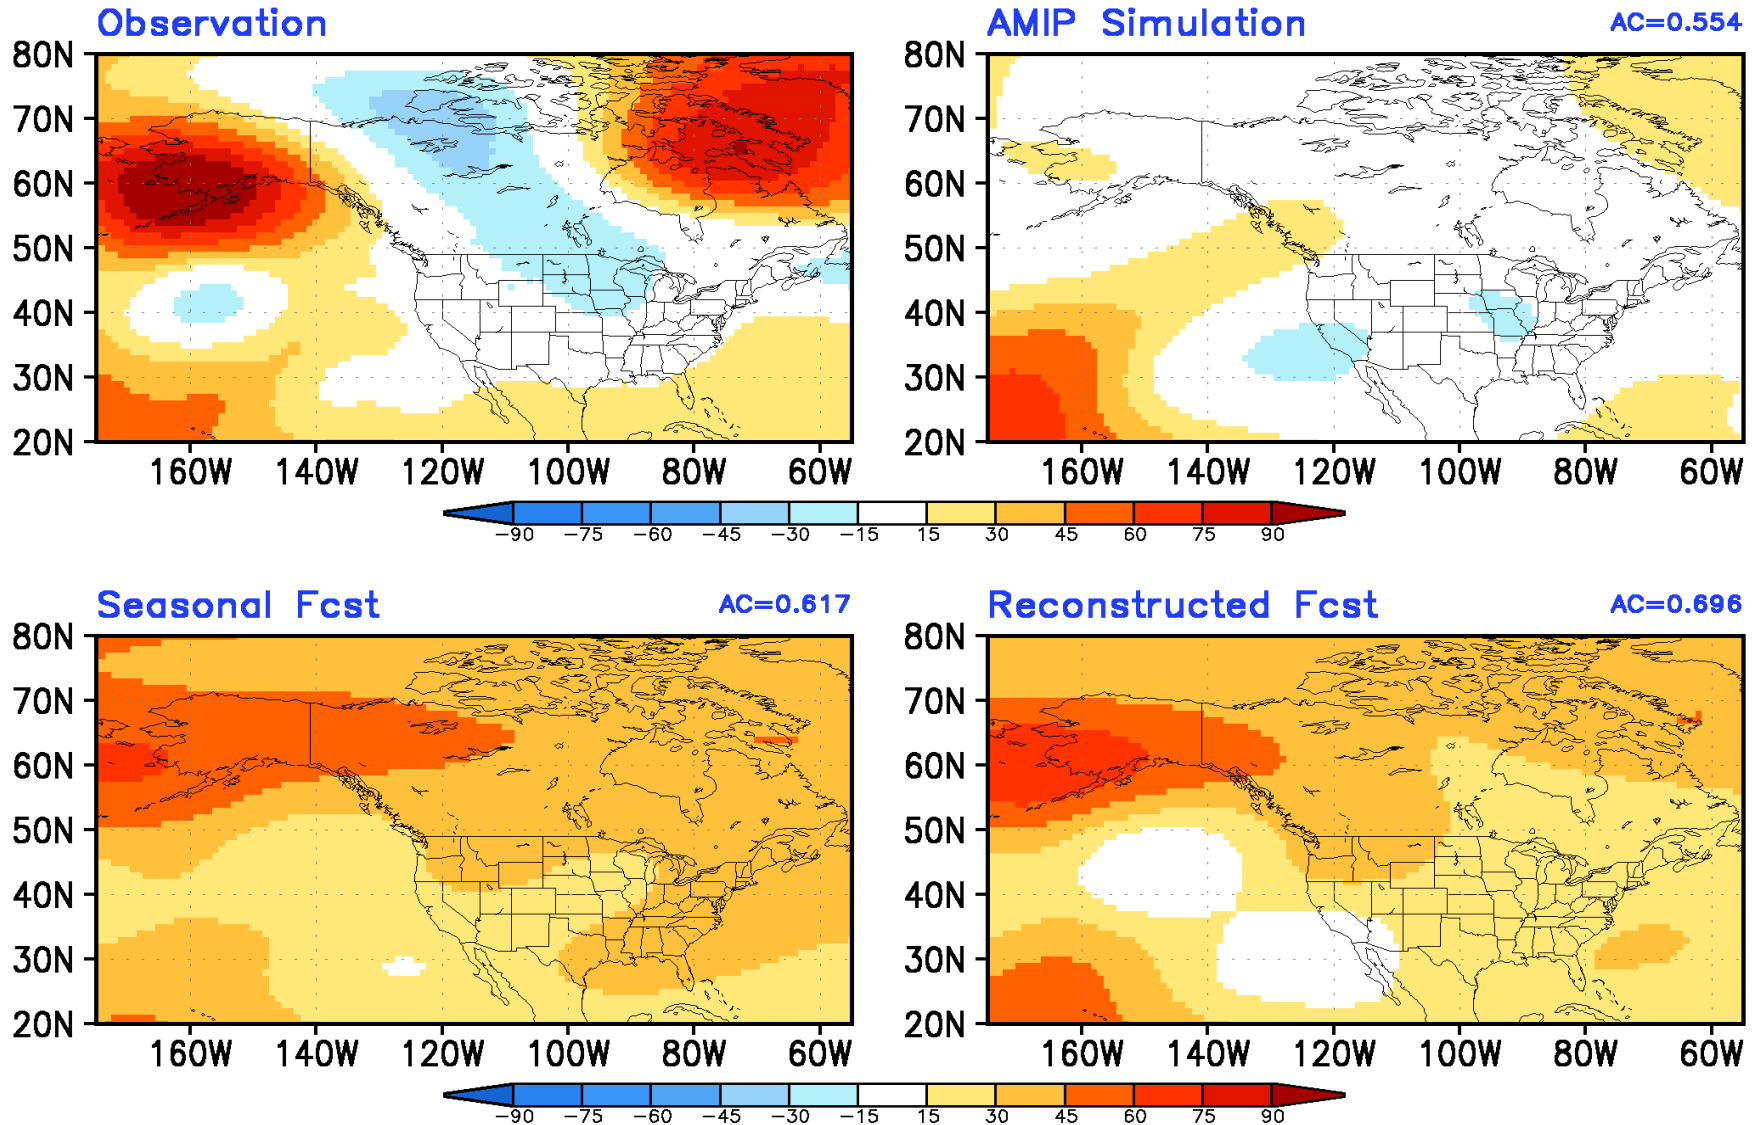 Observation
AMIP Simulation AC=0.554
80N
70N
60N
50N
40N
30N
20N
160W 140W 120W 100W 80W 60W
80N
70N
60N
50N
40N
30N
20N
160W 140W 120W 100W 80W 60W
-90 -75 -60 -45 -30 -15 15 30 45 60 75 90
Seasonal Fcst AC=0.617
Reconstructed Fcst AC=0.696
80N
70N
60N
50N
40N
30N
20N
160W 140W 120W 100W 80W 60W
80N
70N
60N
50N
40N
30N
20N
160W 140W 120W 100W 80W 60W
-90 -75 -60 -45 -30 -15 15 30 45 60 75 90